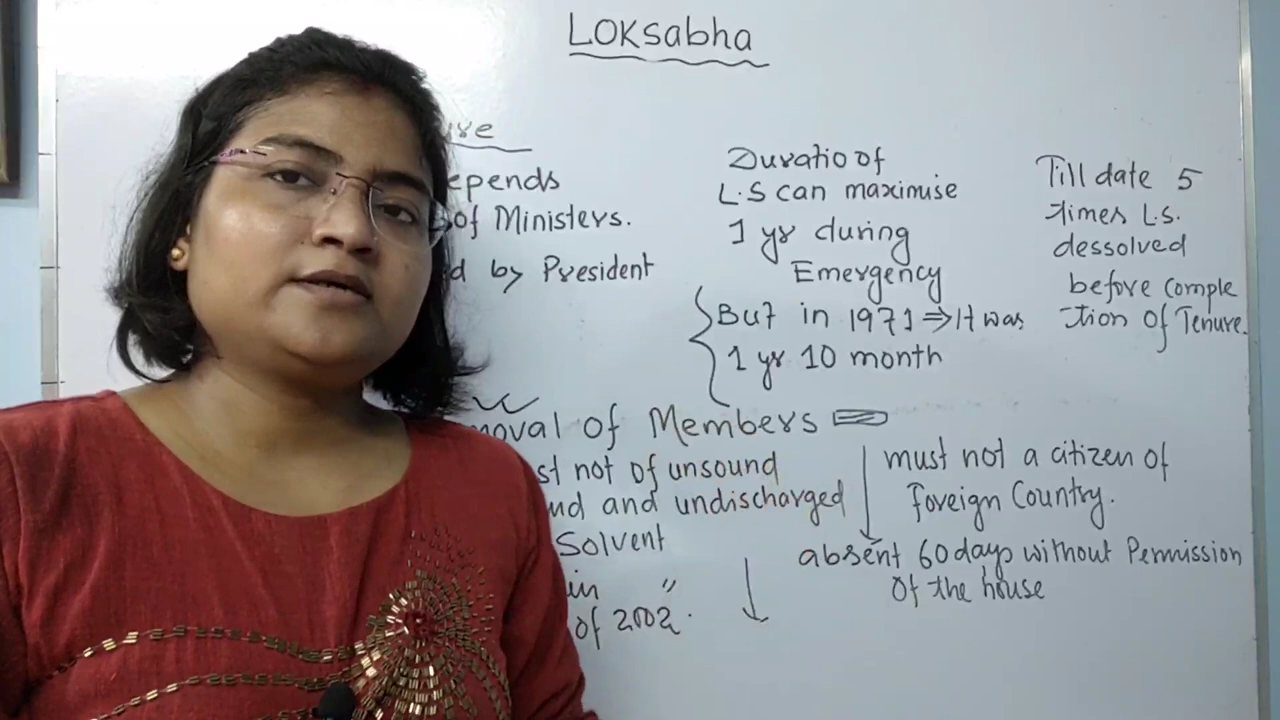 Loksabha
epends
of Ministers.
by President
Duratio of
L.S can maximise
1 yr during
Emergency
But in 1971 ⇒ It was
1 yr 10 month
Till date 5
times L.S.
dessolved
before comple
tion of Tenure.
moval of Members
st not of unsound
and undischarged
Solvent
in "
of 2002.
must not a citizen of
Foreign Country.
absent 60 days without Permission
of the house